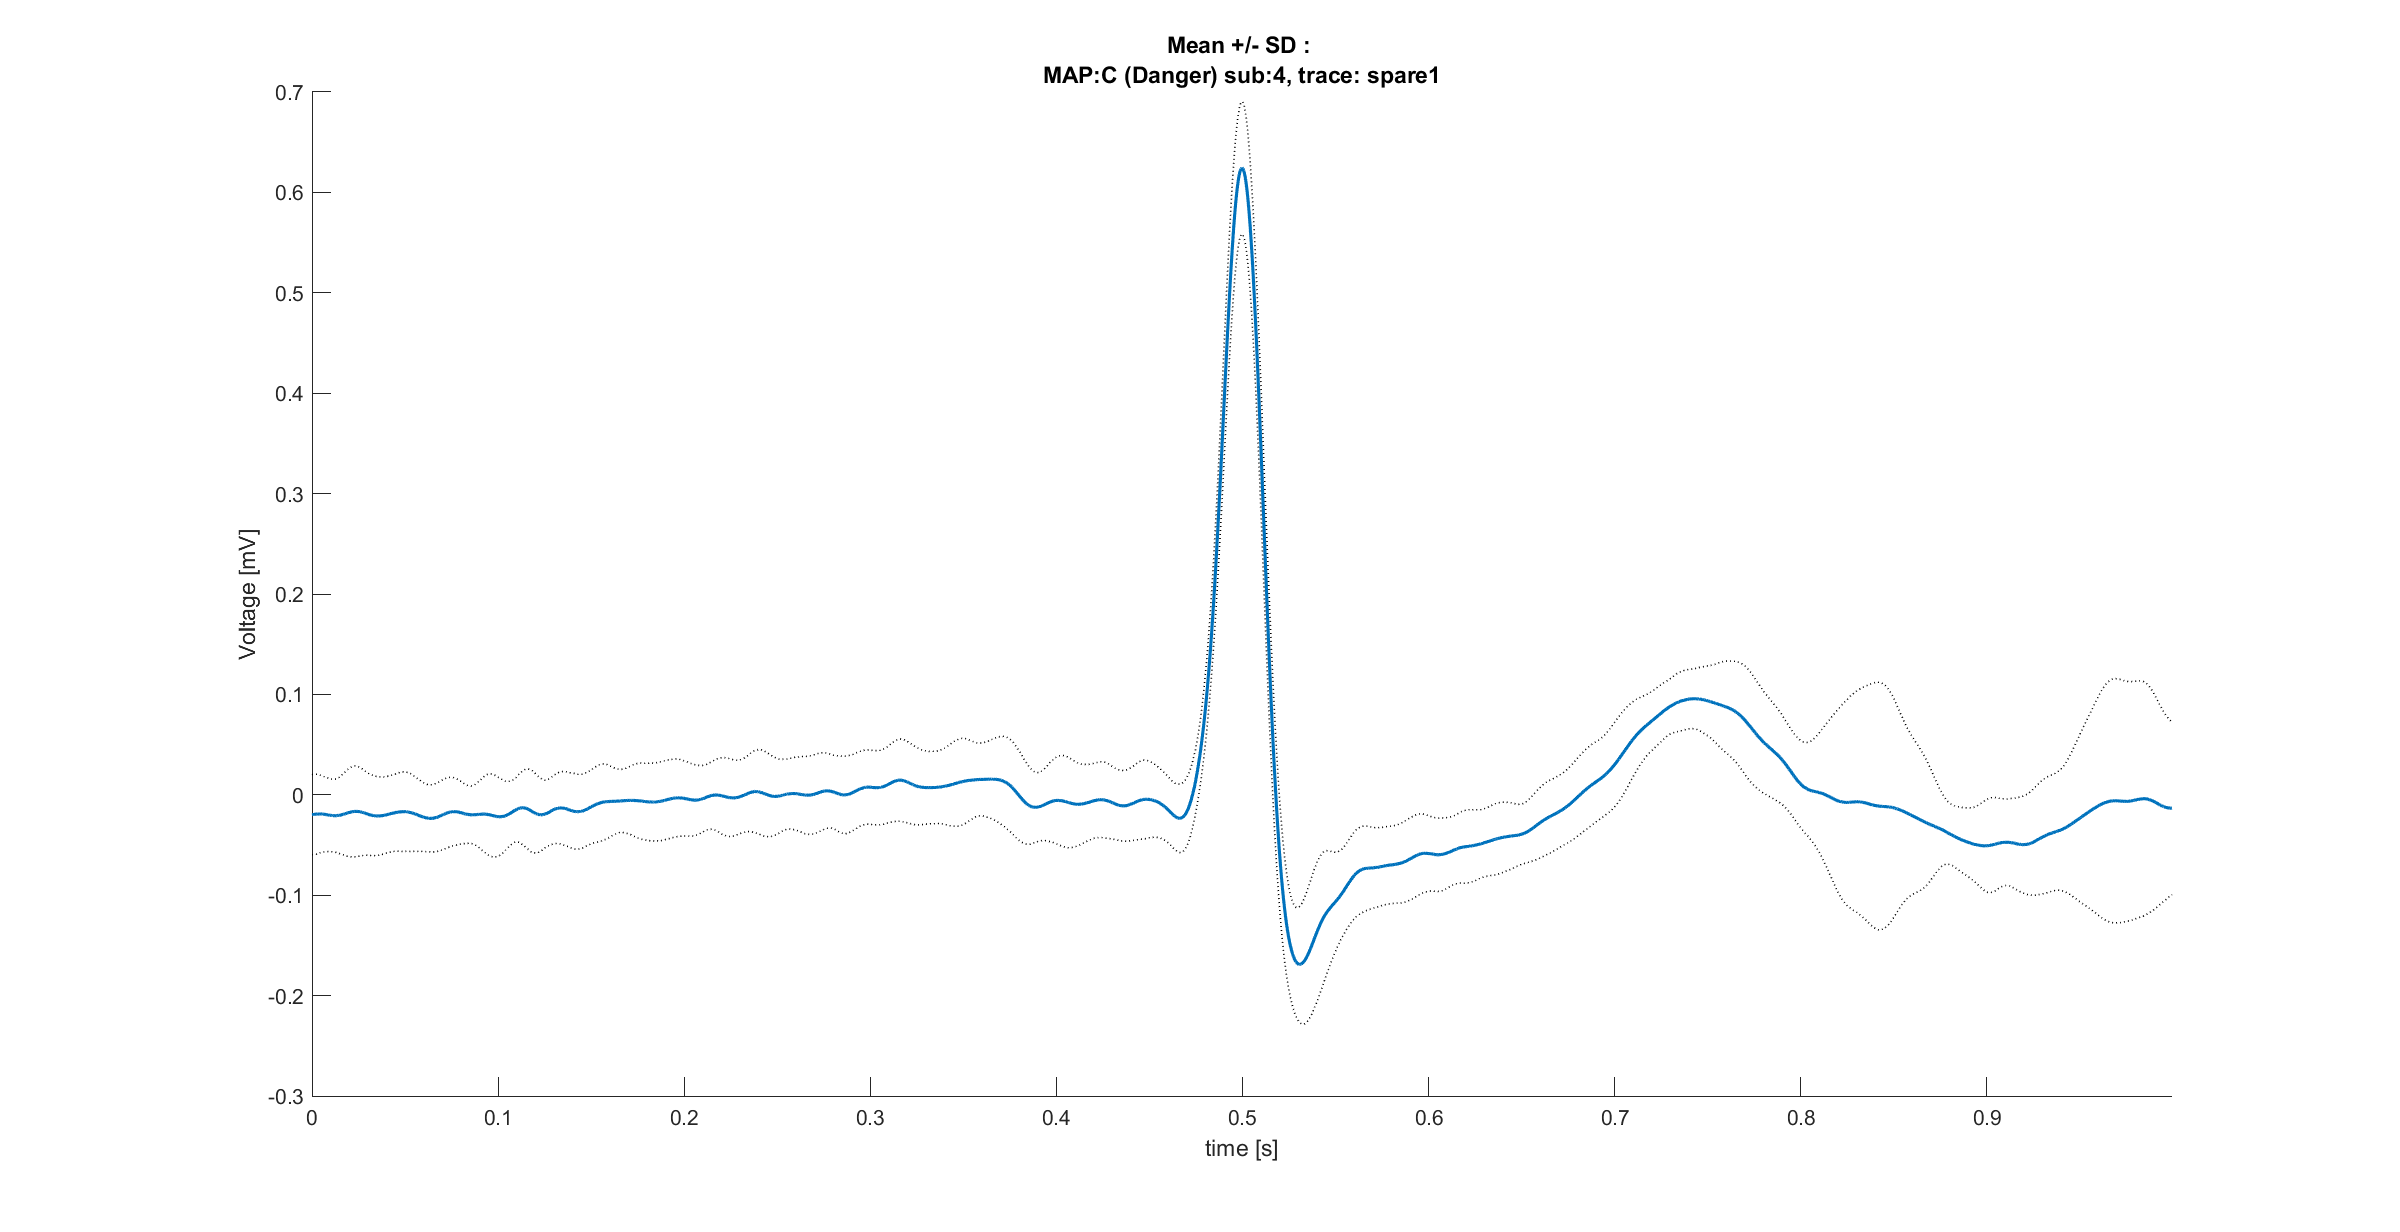 Mean +/- SD :
MAP:C (Danger) sub:4, trace: spare1
0.7
0.6
0.5
0.4
0.3
0.2
0.1
0
-0.1
-0.2
-0.3
Voltage [mV]
0 0.1 0.2 0.3 0.4 0.5 0.6 0.7 0.8 0.9
time [s]